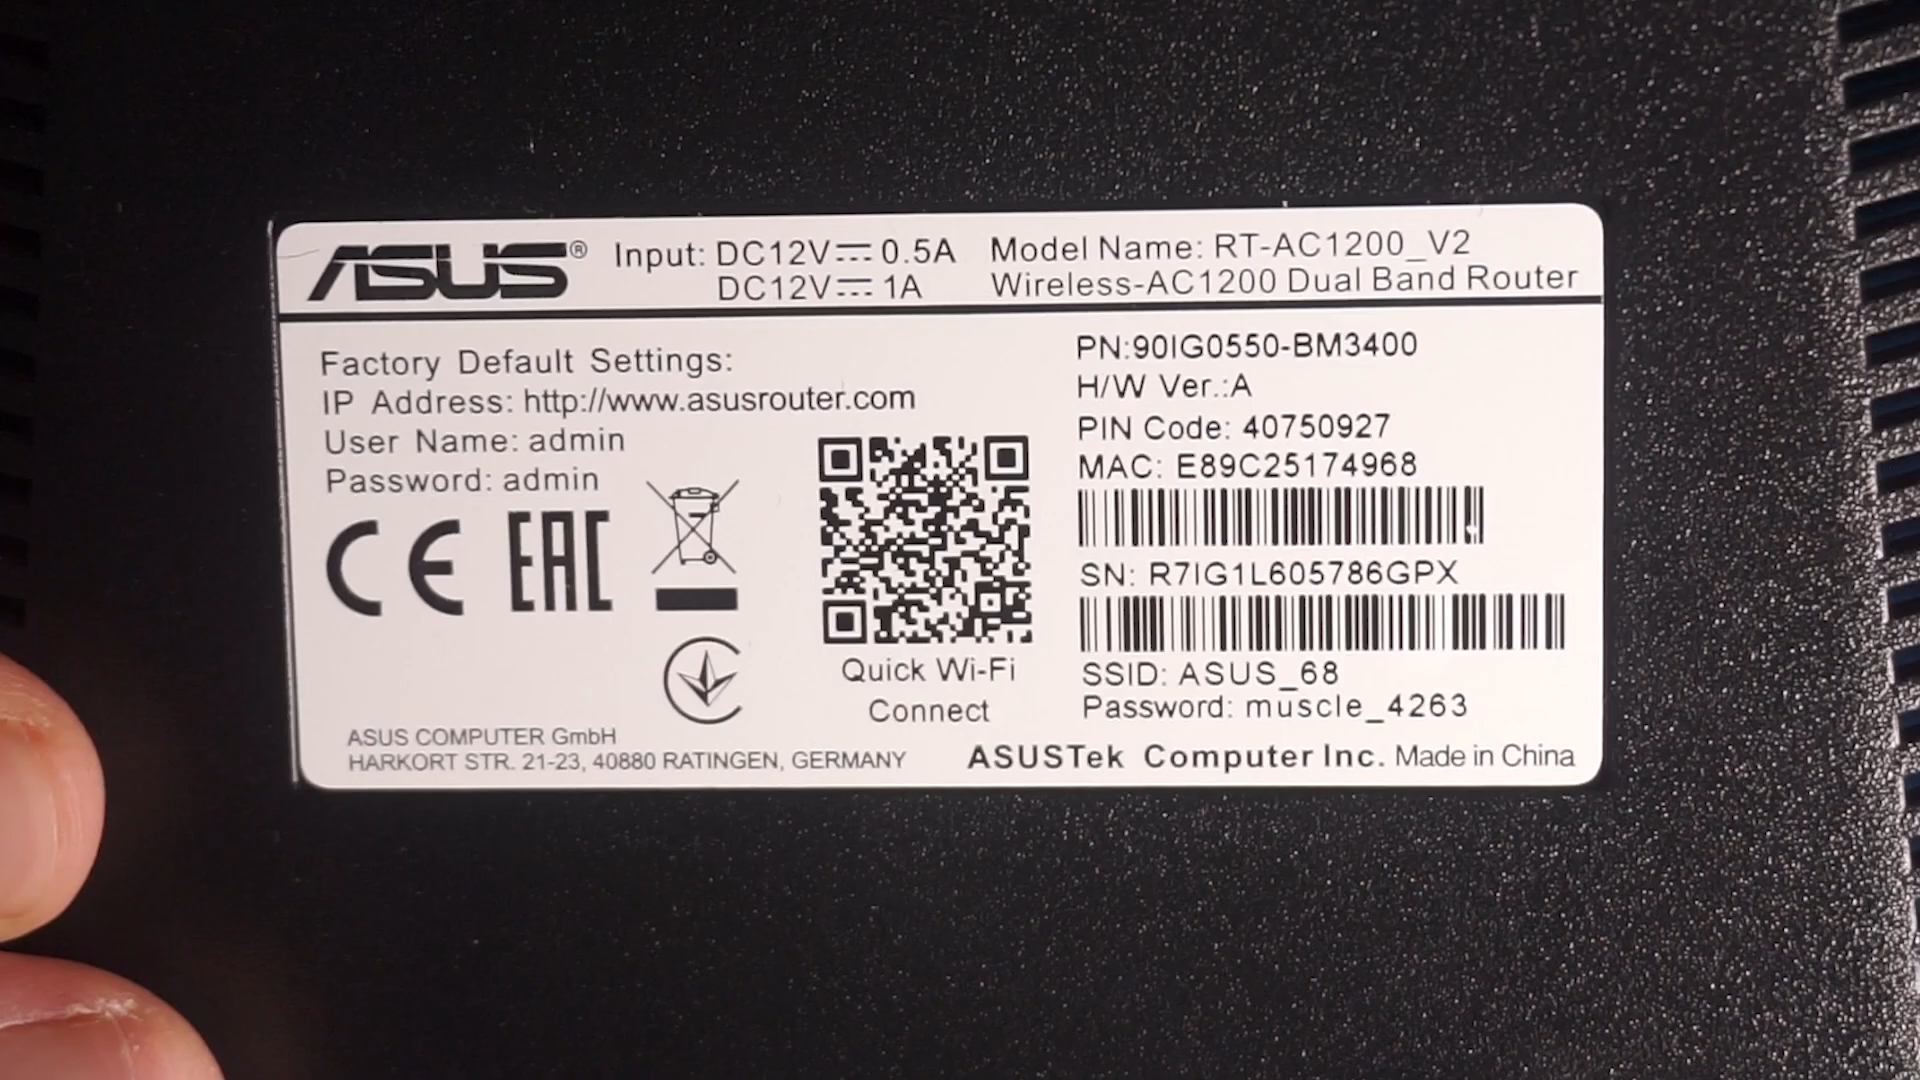 ASUS®
Input: DC12V⎓0.5A
DC12V⎓1A
Model Name: RT-AC1200_V2
Wireless-AC1200 Dual Band Router
Factory Default Settings:
IP Address: http://www.asusrouter.com
User Name: admin
Password: admin
CE EAC
Quick Wi-Fi
Connect
ASUS COMPUTER GmbH
HARKORT STR. 21-23, 40880 RATINGEN, GERMANY
PN:90IG0550-BM3400
H/W Ver.:A
PIN Code: 40750927
MAC: E89C25174968
SN: R7IG1L605786GPX
SSID: ASUS_68
Password: muscle_4263
ASUSTek Computer Inc. Made in China